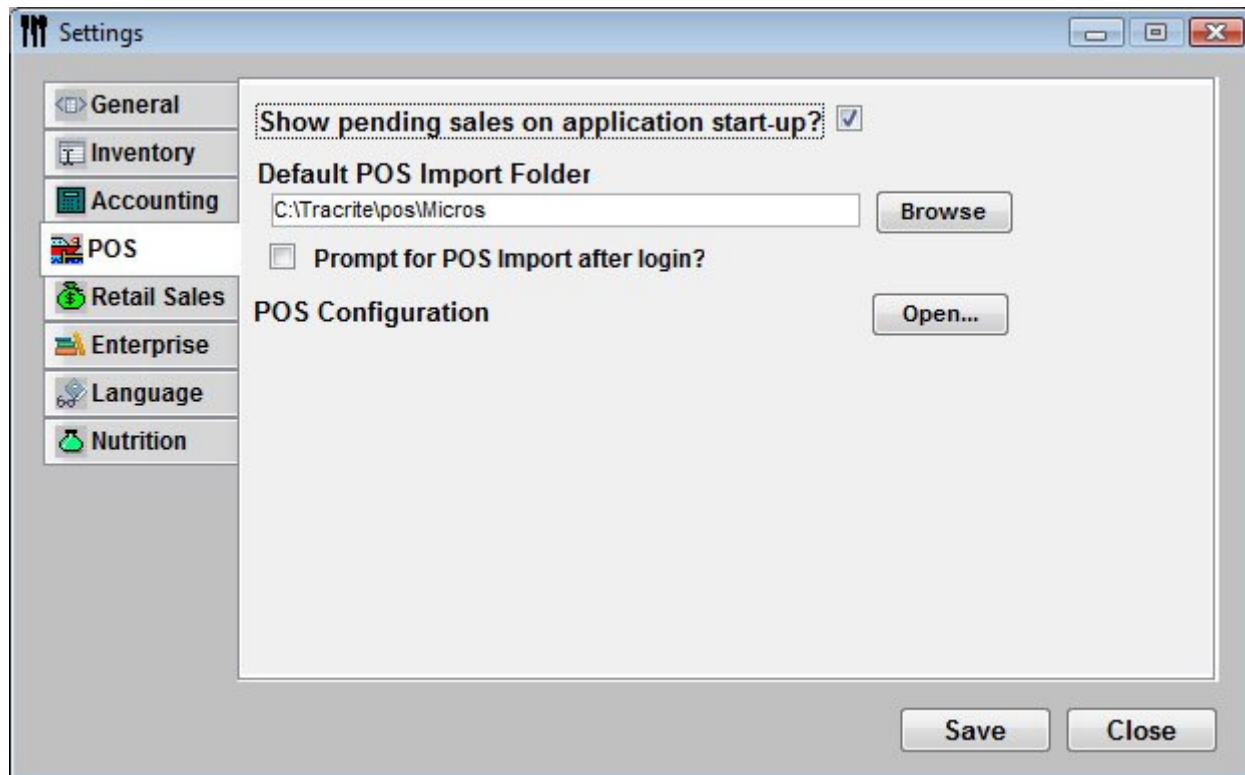 Settings
General
Inventory
Accounting
POS
Retail Sales
Enterprise
Language
Nutrition
Show pending sales on application start-up?
Default POS Import Folder
C:\Tracrite\pos\Micros
Browse
Prompt for POS Import after login?
POS Configuration
Open...
Save
Close